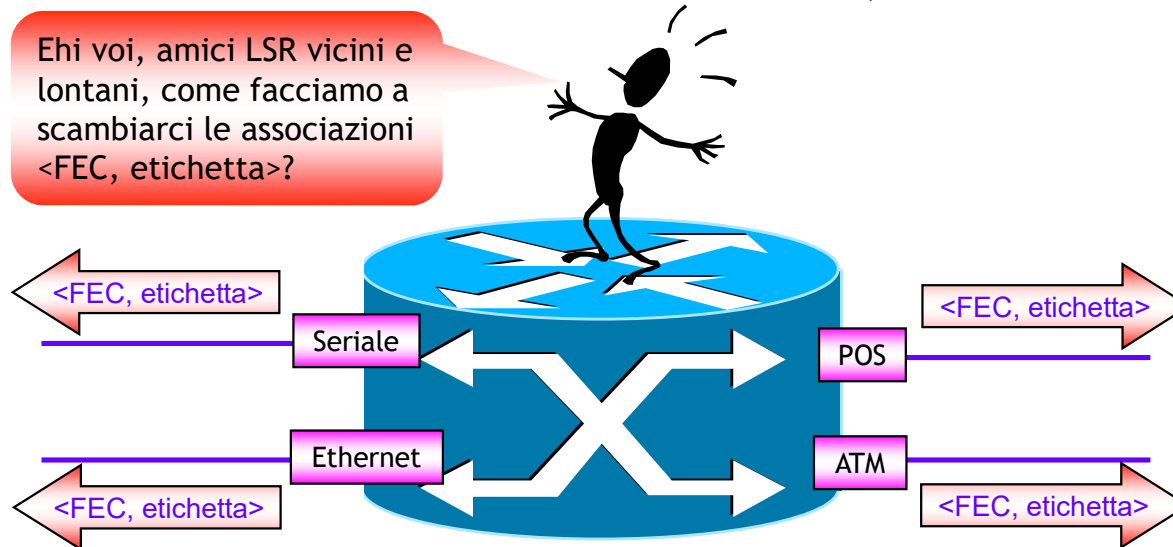 Ehi voi, amici LSR vicini e
lontani, come facciamo a
scambiarci le associazioni
<FEC, etichetta>?
<FEC, etichetta>
<FEC, etichetta>
Seriale
POS
Ethernet
ATM
<FEC, etichetta>
<FEC, etichetta>